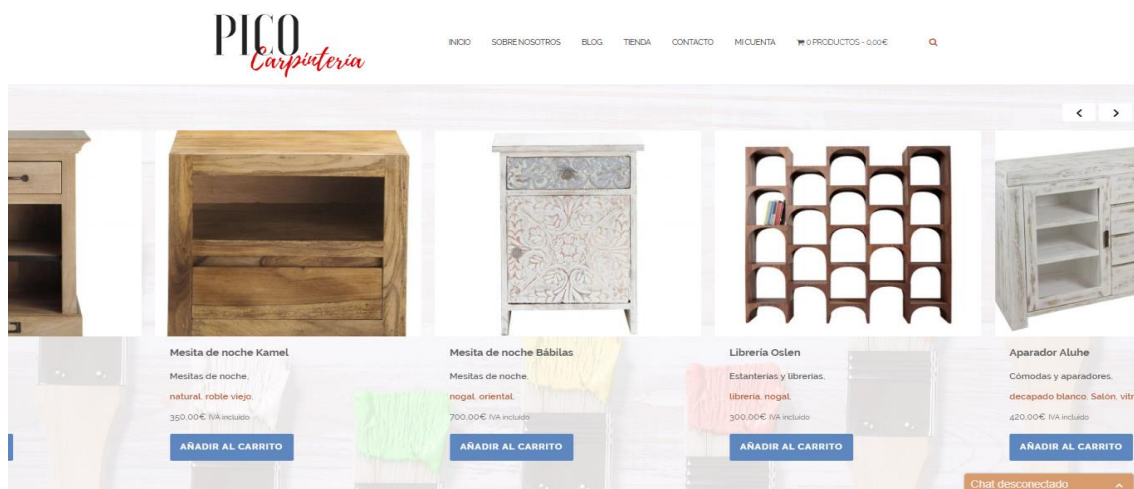 PICO
Carpintería
INICIO SOBRE NOSOTROS BLOG TIENDA CONTACTO MI CUENTA 0 PRODUCTOS - 0,00€
Mesita de noche Kamel
Mesitas de noche,
natural, roble viejo,
350,00€ IVA incluido
AÑADIR AL CARRITO
Mesita de noche Bábilas
Mesitas de noche,
nogal, oriental,
700,00€ IVA incluido
AÑADIR AL CARRITO
Librería Oslen
Estanterías y librerías,
librería, nogal,
300,00€ IVA incluido
AÑADIR AL CARRITO
Aparador Aluhe
Cómodas y aparadores,
decapado blanco, Salón, vitr
420,00€ IVA incluido
AÑADIR AL CARRITO
Chat desconectado